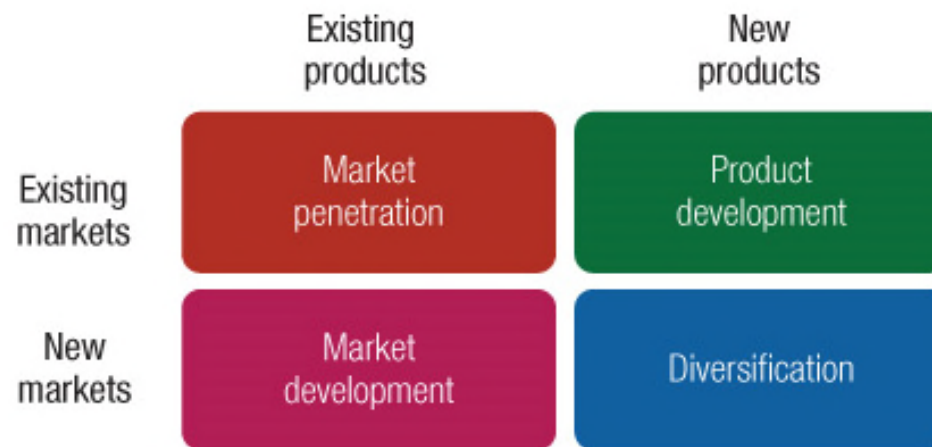 Existing
products
New
products
Existing
markets
Market
penetration
Product
development
New
markets
Market
development
Diversification